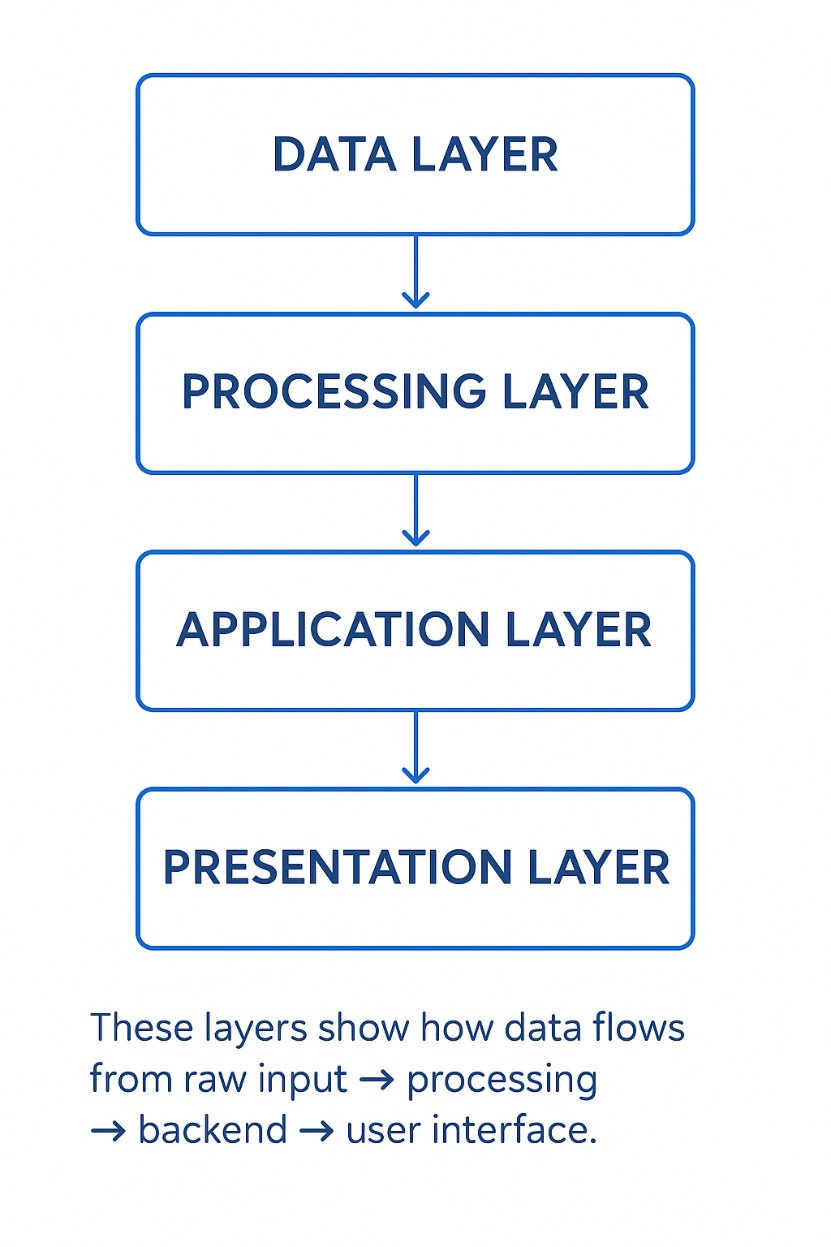 DATA LAYER
PROCESSING LAYER
APPLICATION LAYER
PRESENTATION LAYER
These layers show how data flows
from raw input → processing
→ backend → user interface.